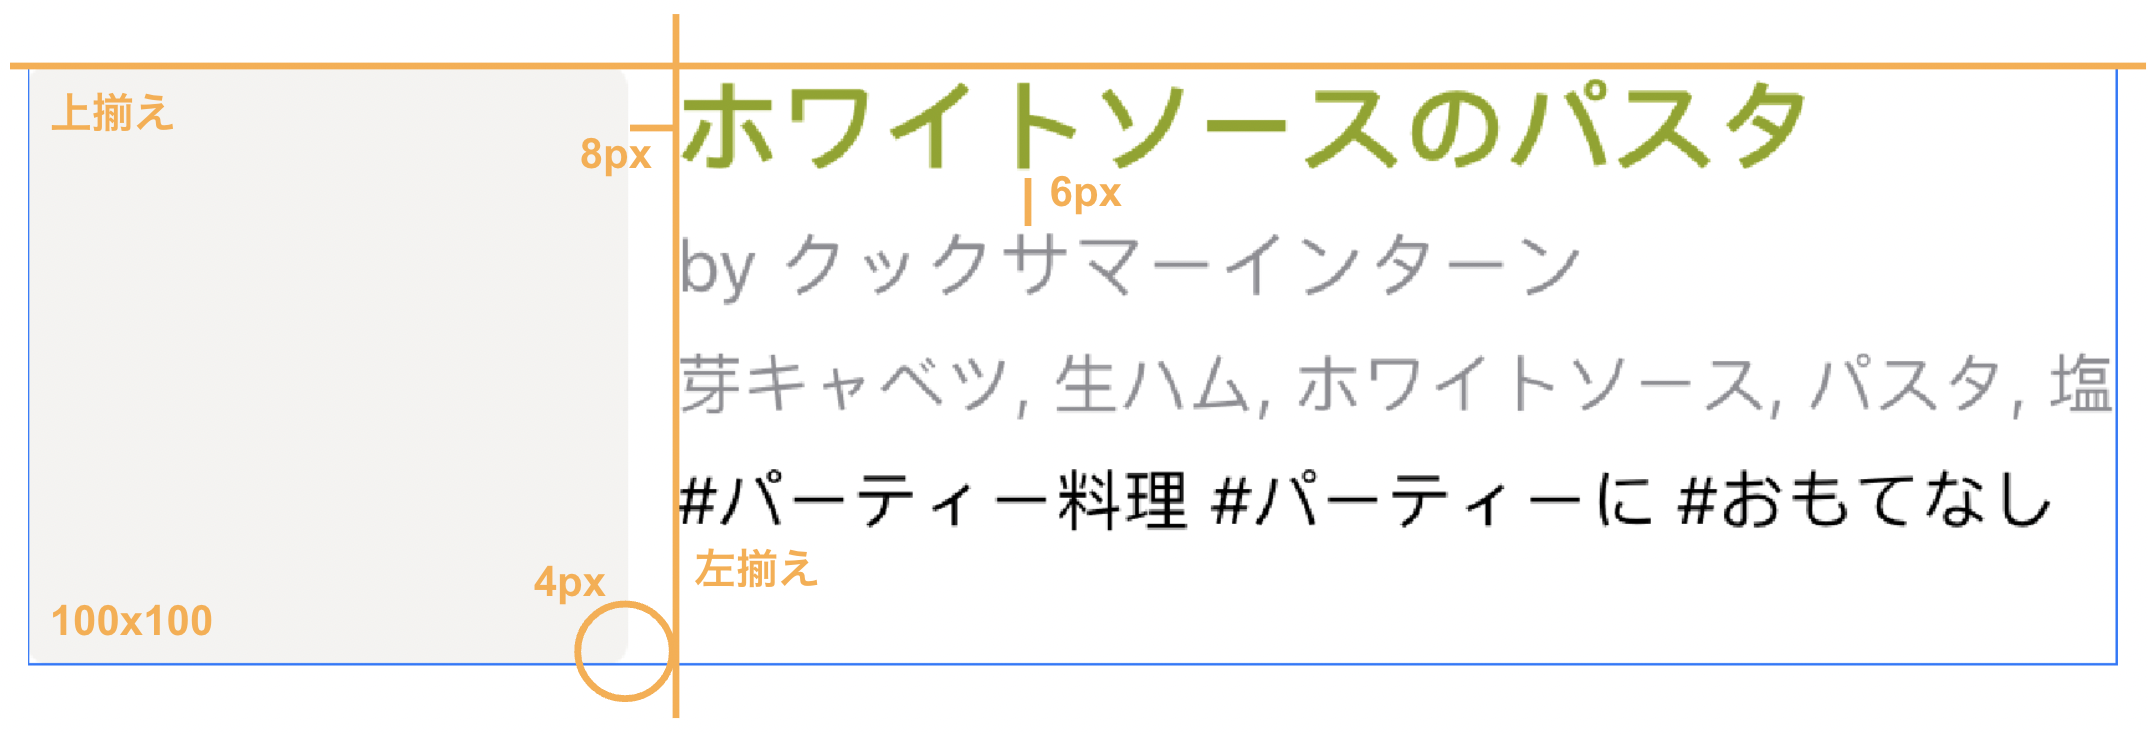 上揃え
ホワイトソースのパスタ
8px
6px
by クックサマーインターン
芽キャベツ, 生ハム, ホワイトソース, パスタ, 塩
#パーティー料理 #パーティーに #おもてなし
4px
左揃え
100x100